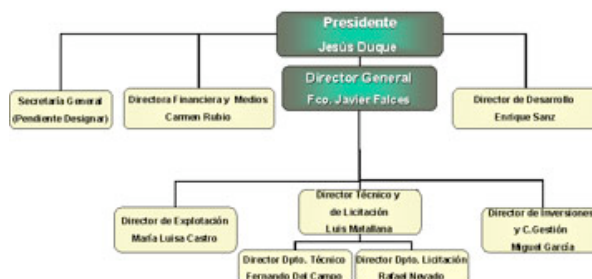 Presidente
Jesús Duque
Director General
Fco. Javier Falces
Secretaría General
(Pendiente Designar)
Directora Financiera y Medios
Carmen Rubio
Director de Desarrollo
Enrique Sanz
Director de Explotación
María Luisa Castro
Director Técnico y
de Licitación
Luis Matallana
Director de Inversiones
y C.Gestión
Miguel García
Director Dpto. Técnico
Fernando Del Campo
Director Dpto. Licitación
Rafael Nevado